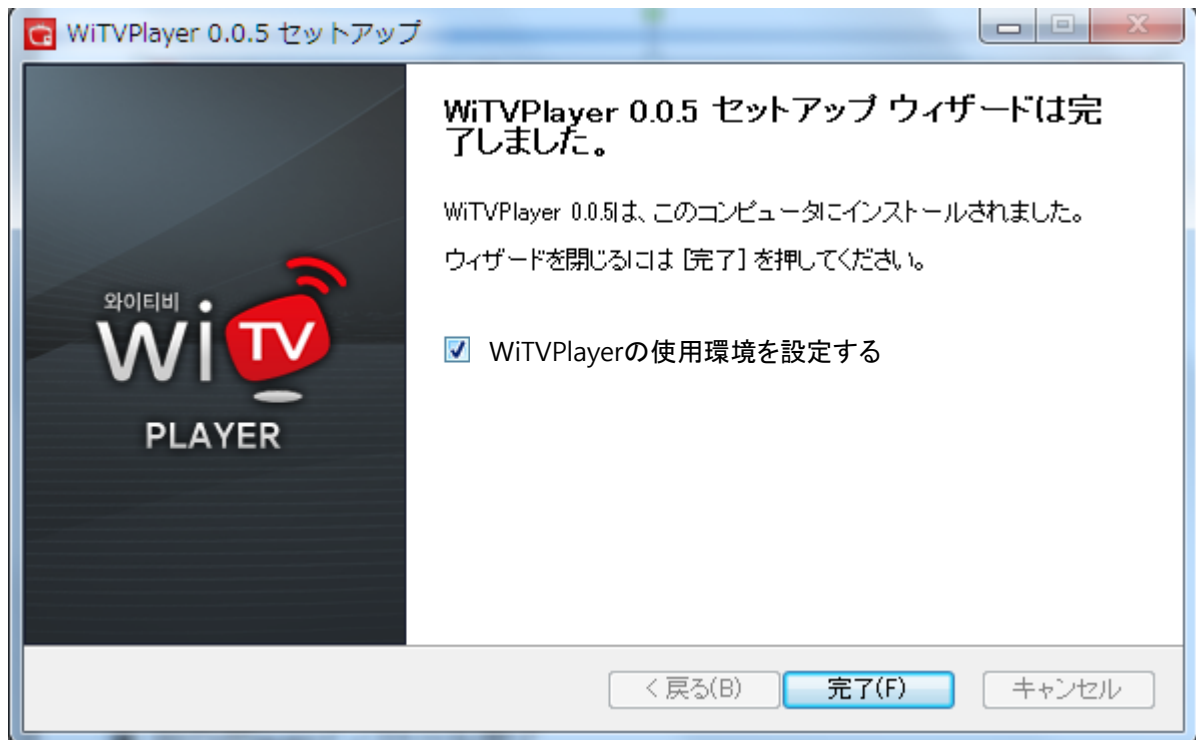 WiTVPlayer 0.0.5 セットアップ
WiTVPlayer 0.0.5 セットアップ ウィザードは完
了しました。
WiTVPlayer 0.0.5は、このコンピュータにインストールされました。
ウィザードを閉じるには [完了] を押してください。
와이티비
Wi TV
PLAYER
WiTVPlayerの使用環境を設定する
< 戻る(B)
完了(F)
キャンセル